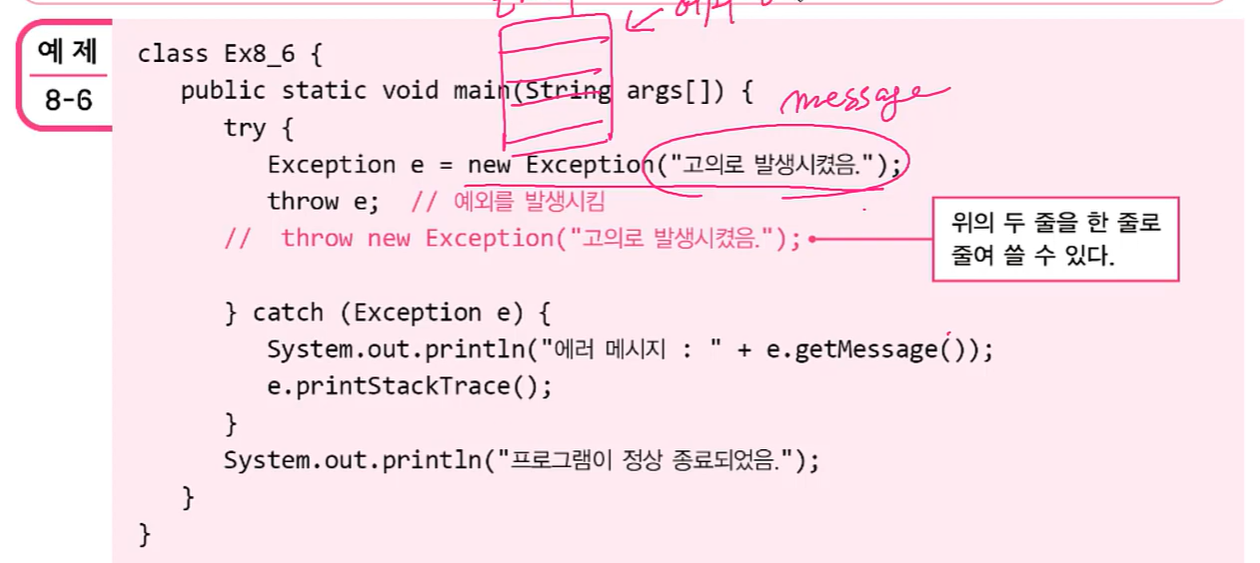 예제
8-6
class Ex8_6 {
public static void main(String args[]) {
message
try {
Exception e = new Exception("고의로 발생시켰음.");
throw e;  // 예외를 발생시킴
//  throw new Exception("고의로 발생시켰음.");
위의 두 줄을 한 줄로
줄여 쓸 수 있다.
} catch (Exception e) {
System.out.println("에러 메시지 : " + e.getMessage());
e.printStackTrace();
}
System.out.println("프로그램이 정상 종료되었음.");
}
}